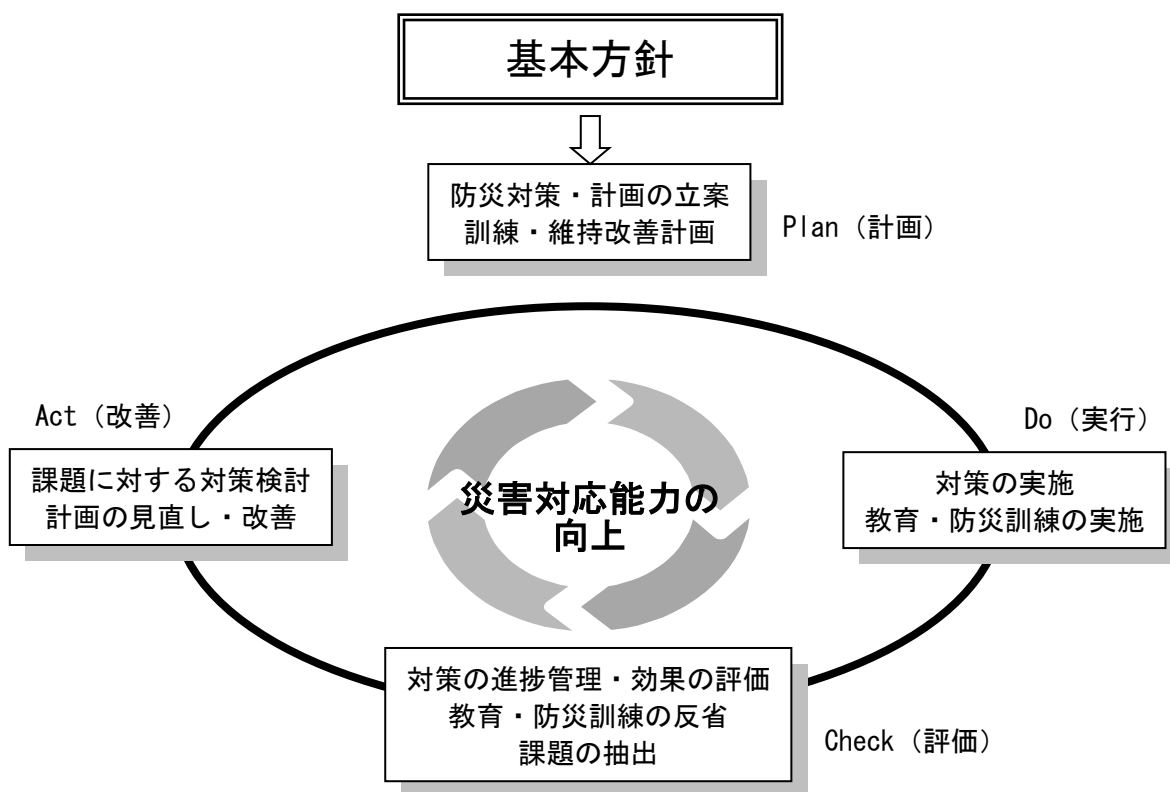 基本方針
防災対策・計画の立案
訓練・維持改善計画
Plan（計画）
Act（改善）
課題に対する対策検討
計画の見直し・改善
災害対応能力の
向上
Do（実行）
対策の実施
教育・防災訓練の実施
対策の進捗管理・効果の評価
教育・防災訓練の反省
課題の抽出
Check（評価）